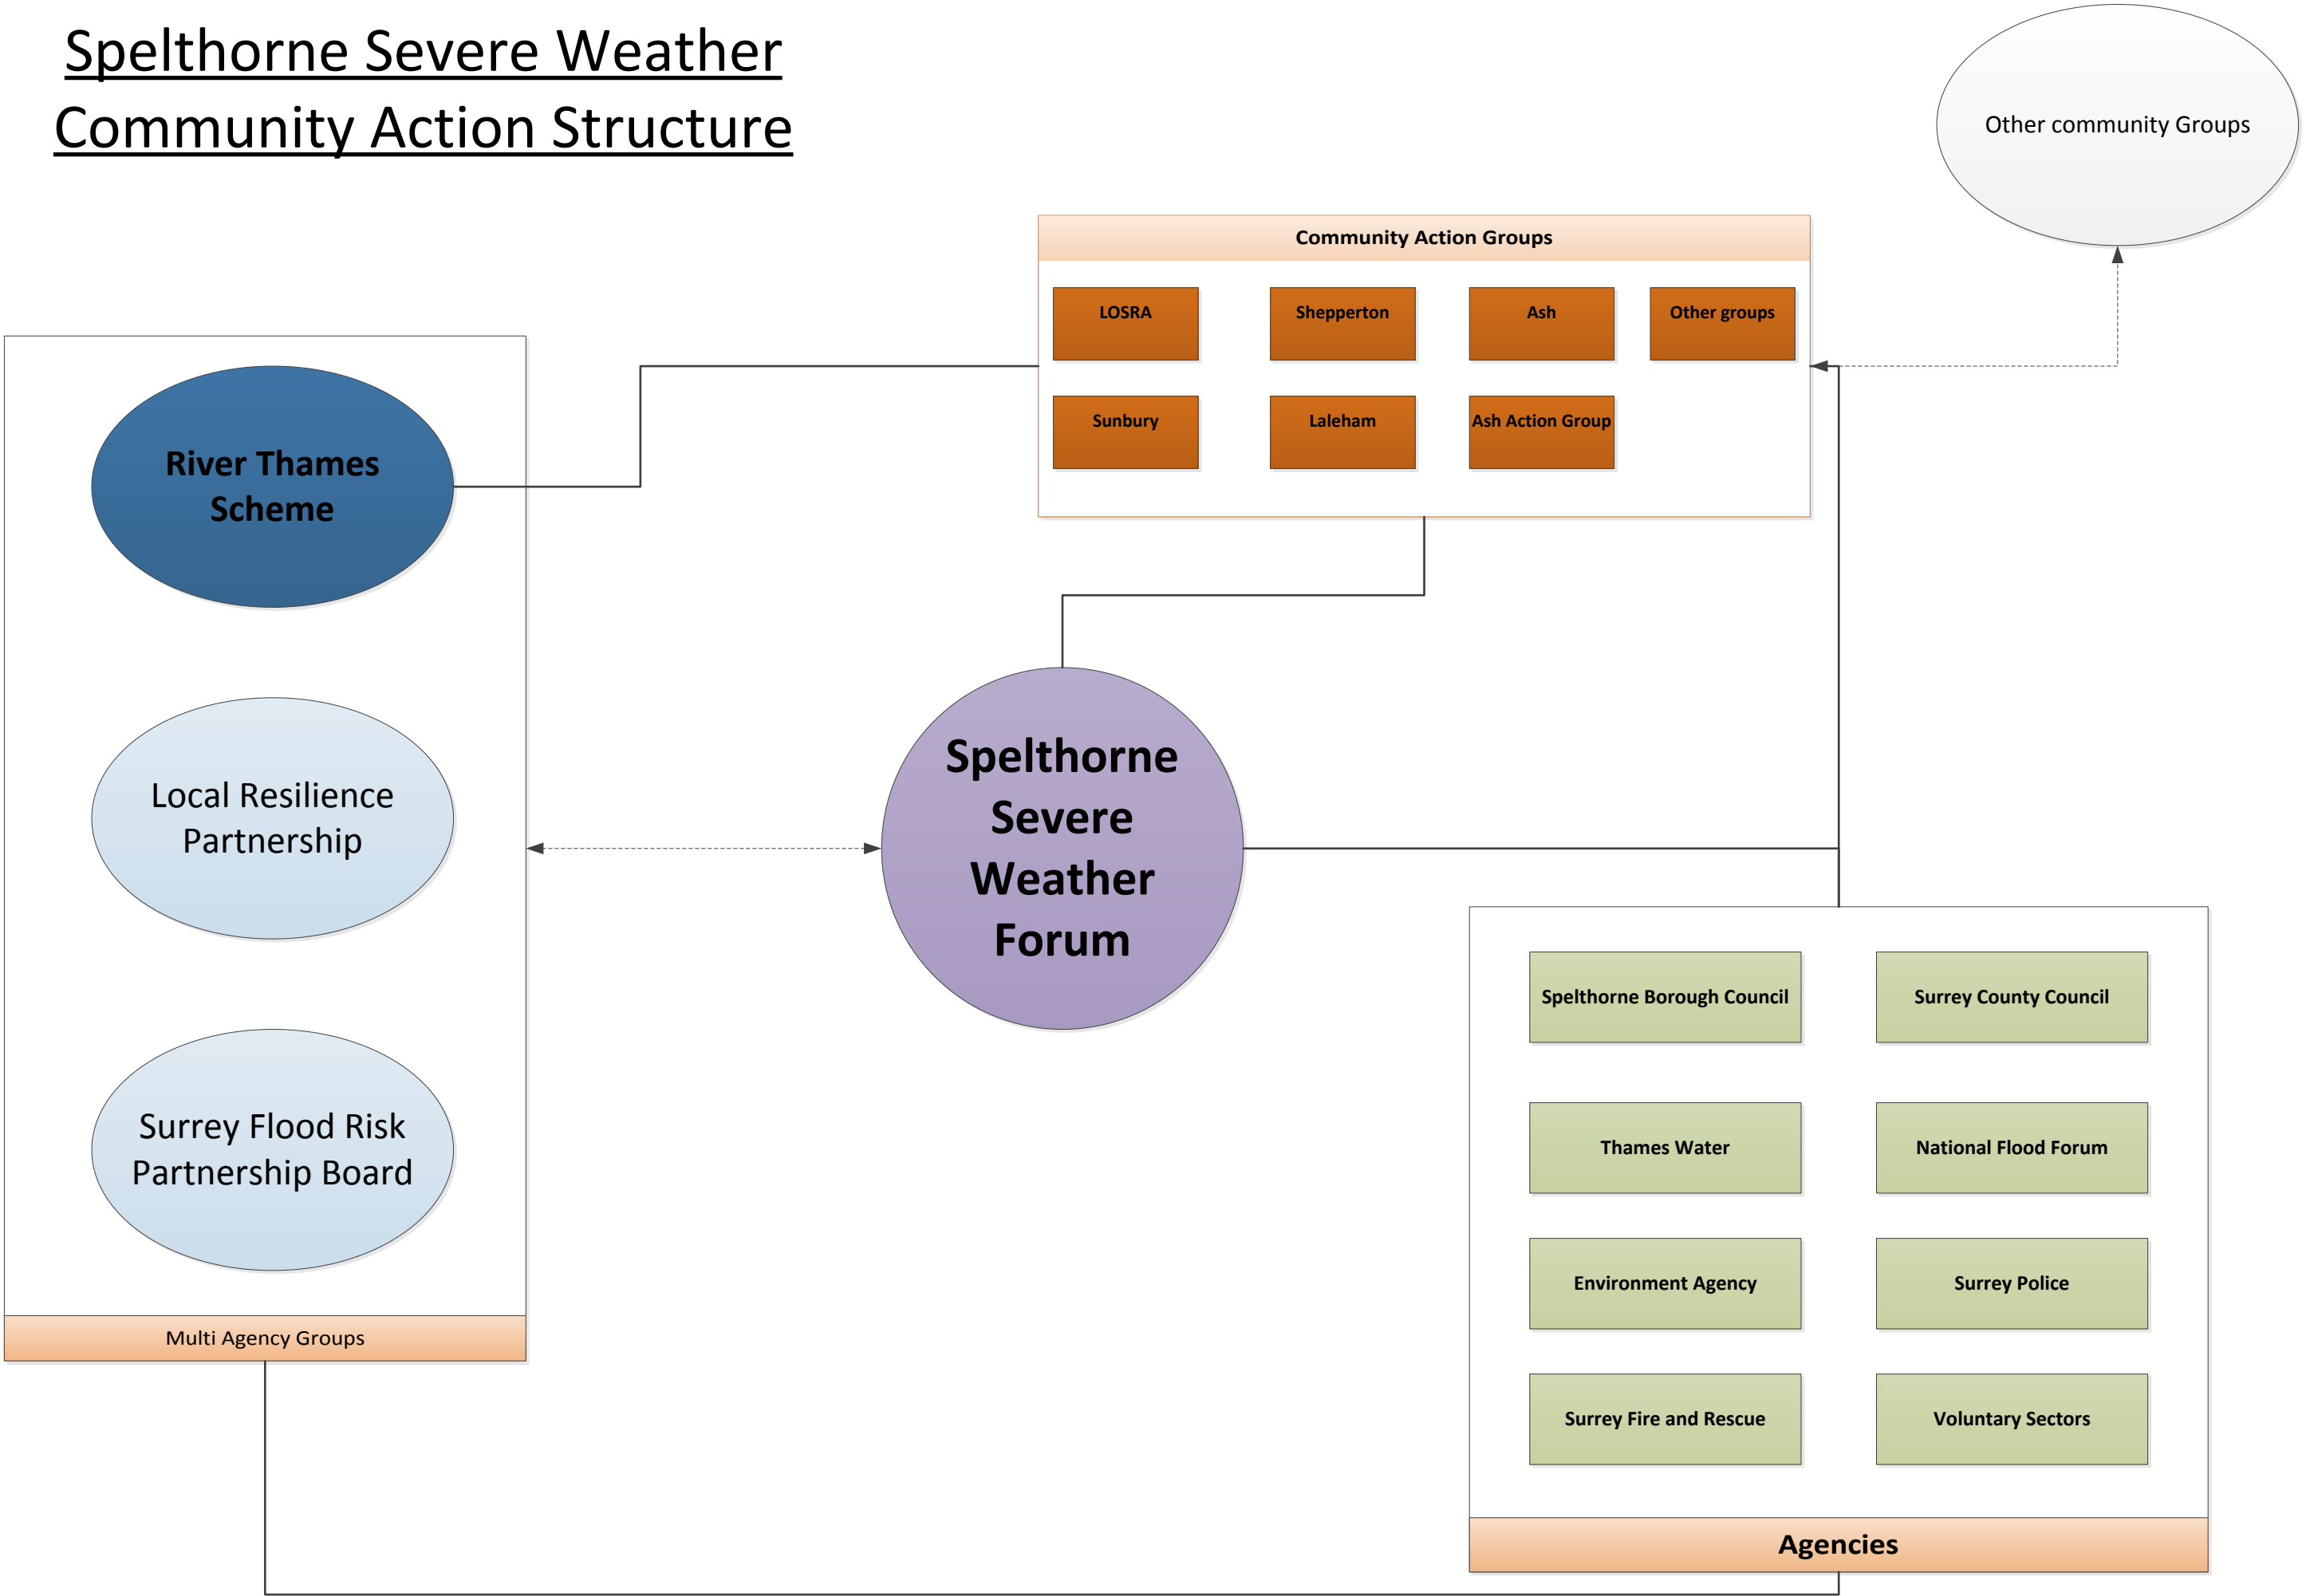 Spelthorne Severe Weather
Community Action Structure
Other community Groups
Community Action Groups
LOSRA
Shepperton
Ash
Other groups
Sunbury
Laleham
Ash Action Group
River Thames
Scheme
Local Resilience
Partnership
Surrey Flood Risk
Partnership Board
Multi Agency Groups
Spelthorne
Severe
Weather
Forum
Spelthorne Borough Council
Surrey County Council
Thames Water
National Flood Forum
Environment Agency
Surrey Police
Surrey Fire and Rescue
Voluntary Sectors
Agencies